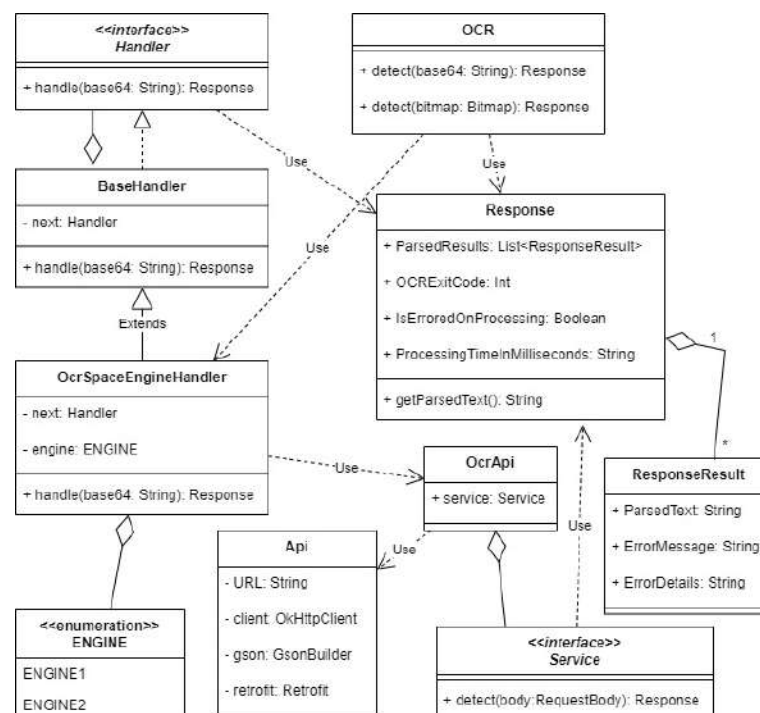 <<interface>>
Handler
+ handle(base64: String): Response
OCR
+ detect(base64: String): Response
+ detect(bitmap: Bitmap): Response
Use
Use
Use
BaseHandler
- next: Handler
+ handle(base64: String): Response
Extends
Response
+ ParsedResults: List<ResponseResult>
+ OCRExitCode: Int
+ IsErroredOnProcessing: Boolean
+ ProcessingTimeInMilliseconds: String
+ getParsedText(): String
1
*
OcrSpaceEngineHandler
- next: Handler
- engine: ENGINE
+ handle(base64: String): Response
Use
OcrApi
+ service: Service
Use
Use
ResponseResult
+ ParsedText: String
+ ErrorMessage: String
+ ErrorDetails: String
Api
- URL: String
- client: OkHttpClient
- gson: GsonBuilder
- retrofit: Retrofit
<<enumeration>>
ENGINE
ENGINE1
ENGINE2
<<interface>>
Service
+ detect(body:RequestBody): Response